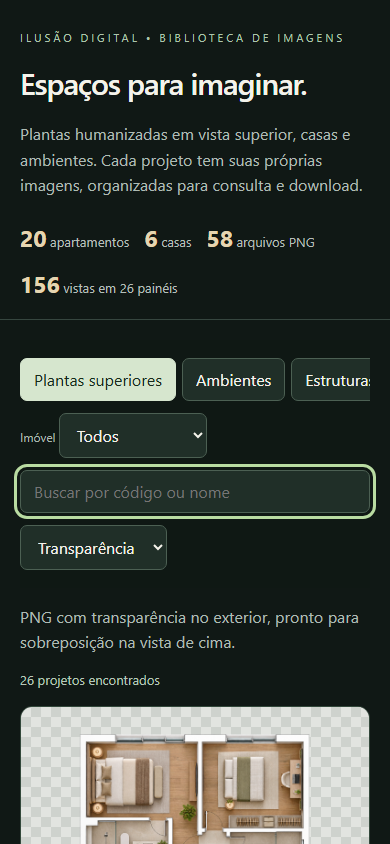 ILUSÃO DIGITAL • BIBLIOTECA DE IMAGENS
Espaços para imaginar.
Plantas humanizadas em vista superior, casas e
ambientes. Cada projeto tem suas próprias
imagens, organizadas para consulta e download.
20 apartamentos 6 casas 58 arquivos PNG
156 vistas em 26 painéis
Plantas superiores Ambientes Estruturas
Imóvel Todos
Buscar por código ou nome
Transparência
PNG com transparência no exterior, pronto para
sobreposição na vista de cima.
26 projetos encontrados